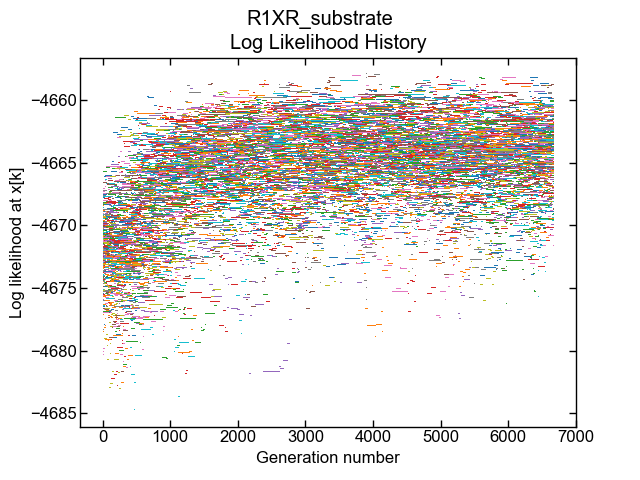 R1XR_substrate
Log Likelihood History
Log likelihood at x[k]
−4660
−4665
−4670
−4675
−4680
−4685
0 1000 2000 3000 4000 5000 6000 7000
Generation number